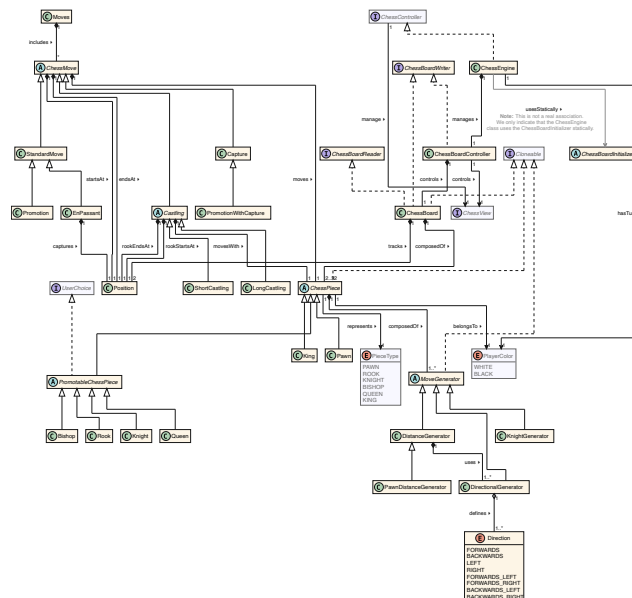 Moves
ChessController
includes
ChessMove
ChessBoardWriter
ChessEngine
usesStatically
Note: This is not a real association.
We only indicate that the ChessEngine
class uses the ChessBoardInitializer statically.
manage
manages
StandardMove
Capture
ChessBoardReader
ChessBoardController
Cloneable
ChessBoardInitialize
startsAt
endsAt
moves
controls
controls
Promotion
EnPassant
Castling
PromotionWithCapture
ChessBoard
ChessView
hasTu
captures
rookEndsAt
rookStartsAt
movesWith
tracks
composedOf
UserChoice
Position
ShortCastling
LongCastling
ChessPiece
represents
composedOf
belongsTo
King
Pawn
PieceType
PAWN
ROOK
KNIGHT
BISHOP
QUEEN
KING
PlayerColor
WHITE
BLACK
PromotableChessPiece
MoveGenerator
Bishop
Rook
Knight
Queen
DistanceGenerator
KnightGenerator
uses
PawnDistanceGenerator
DirectionalGenerator
defines
Direction
FORWARDS
BACKWARDS
LEFT
RIGHT
FORWARDS_LEFT
FORWARDS_RIGHT
BACKWARDS_LEFT
BACKWARDS_RIGHT